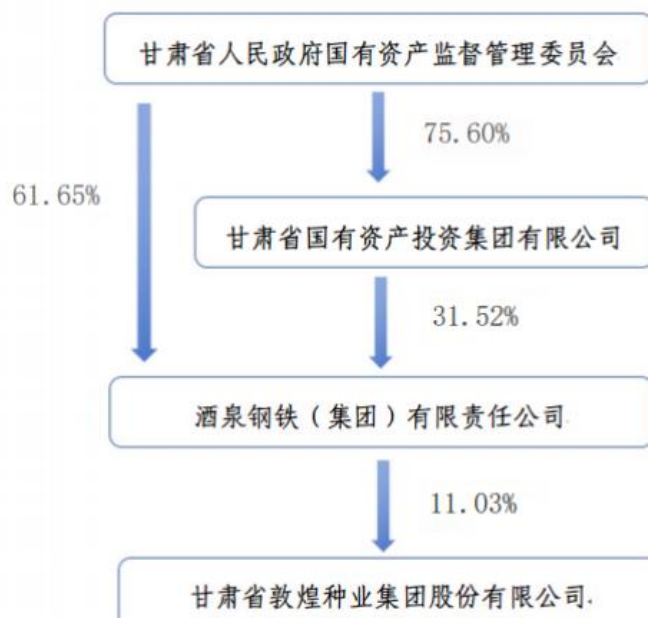 甘肃省人民政府国有资产监督管理委员会
75.60%
61.65%
甘肃省国有资产投资集团有限公司
31.52%
酒泉钢铁（集团）有限责任公司
11.03%
甘肃省敦煌种业集团股份有限公司.